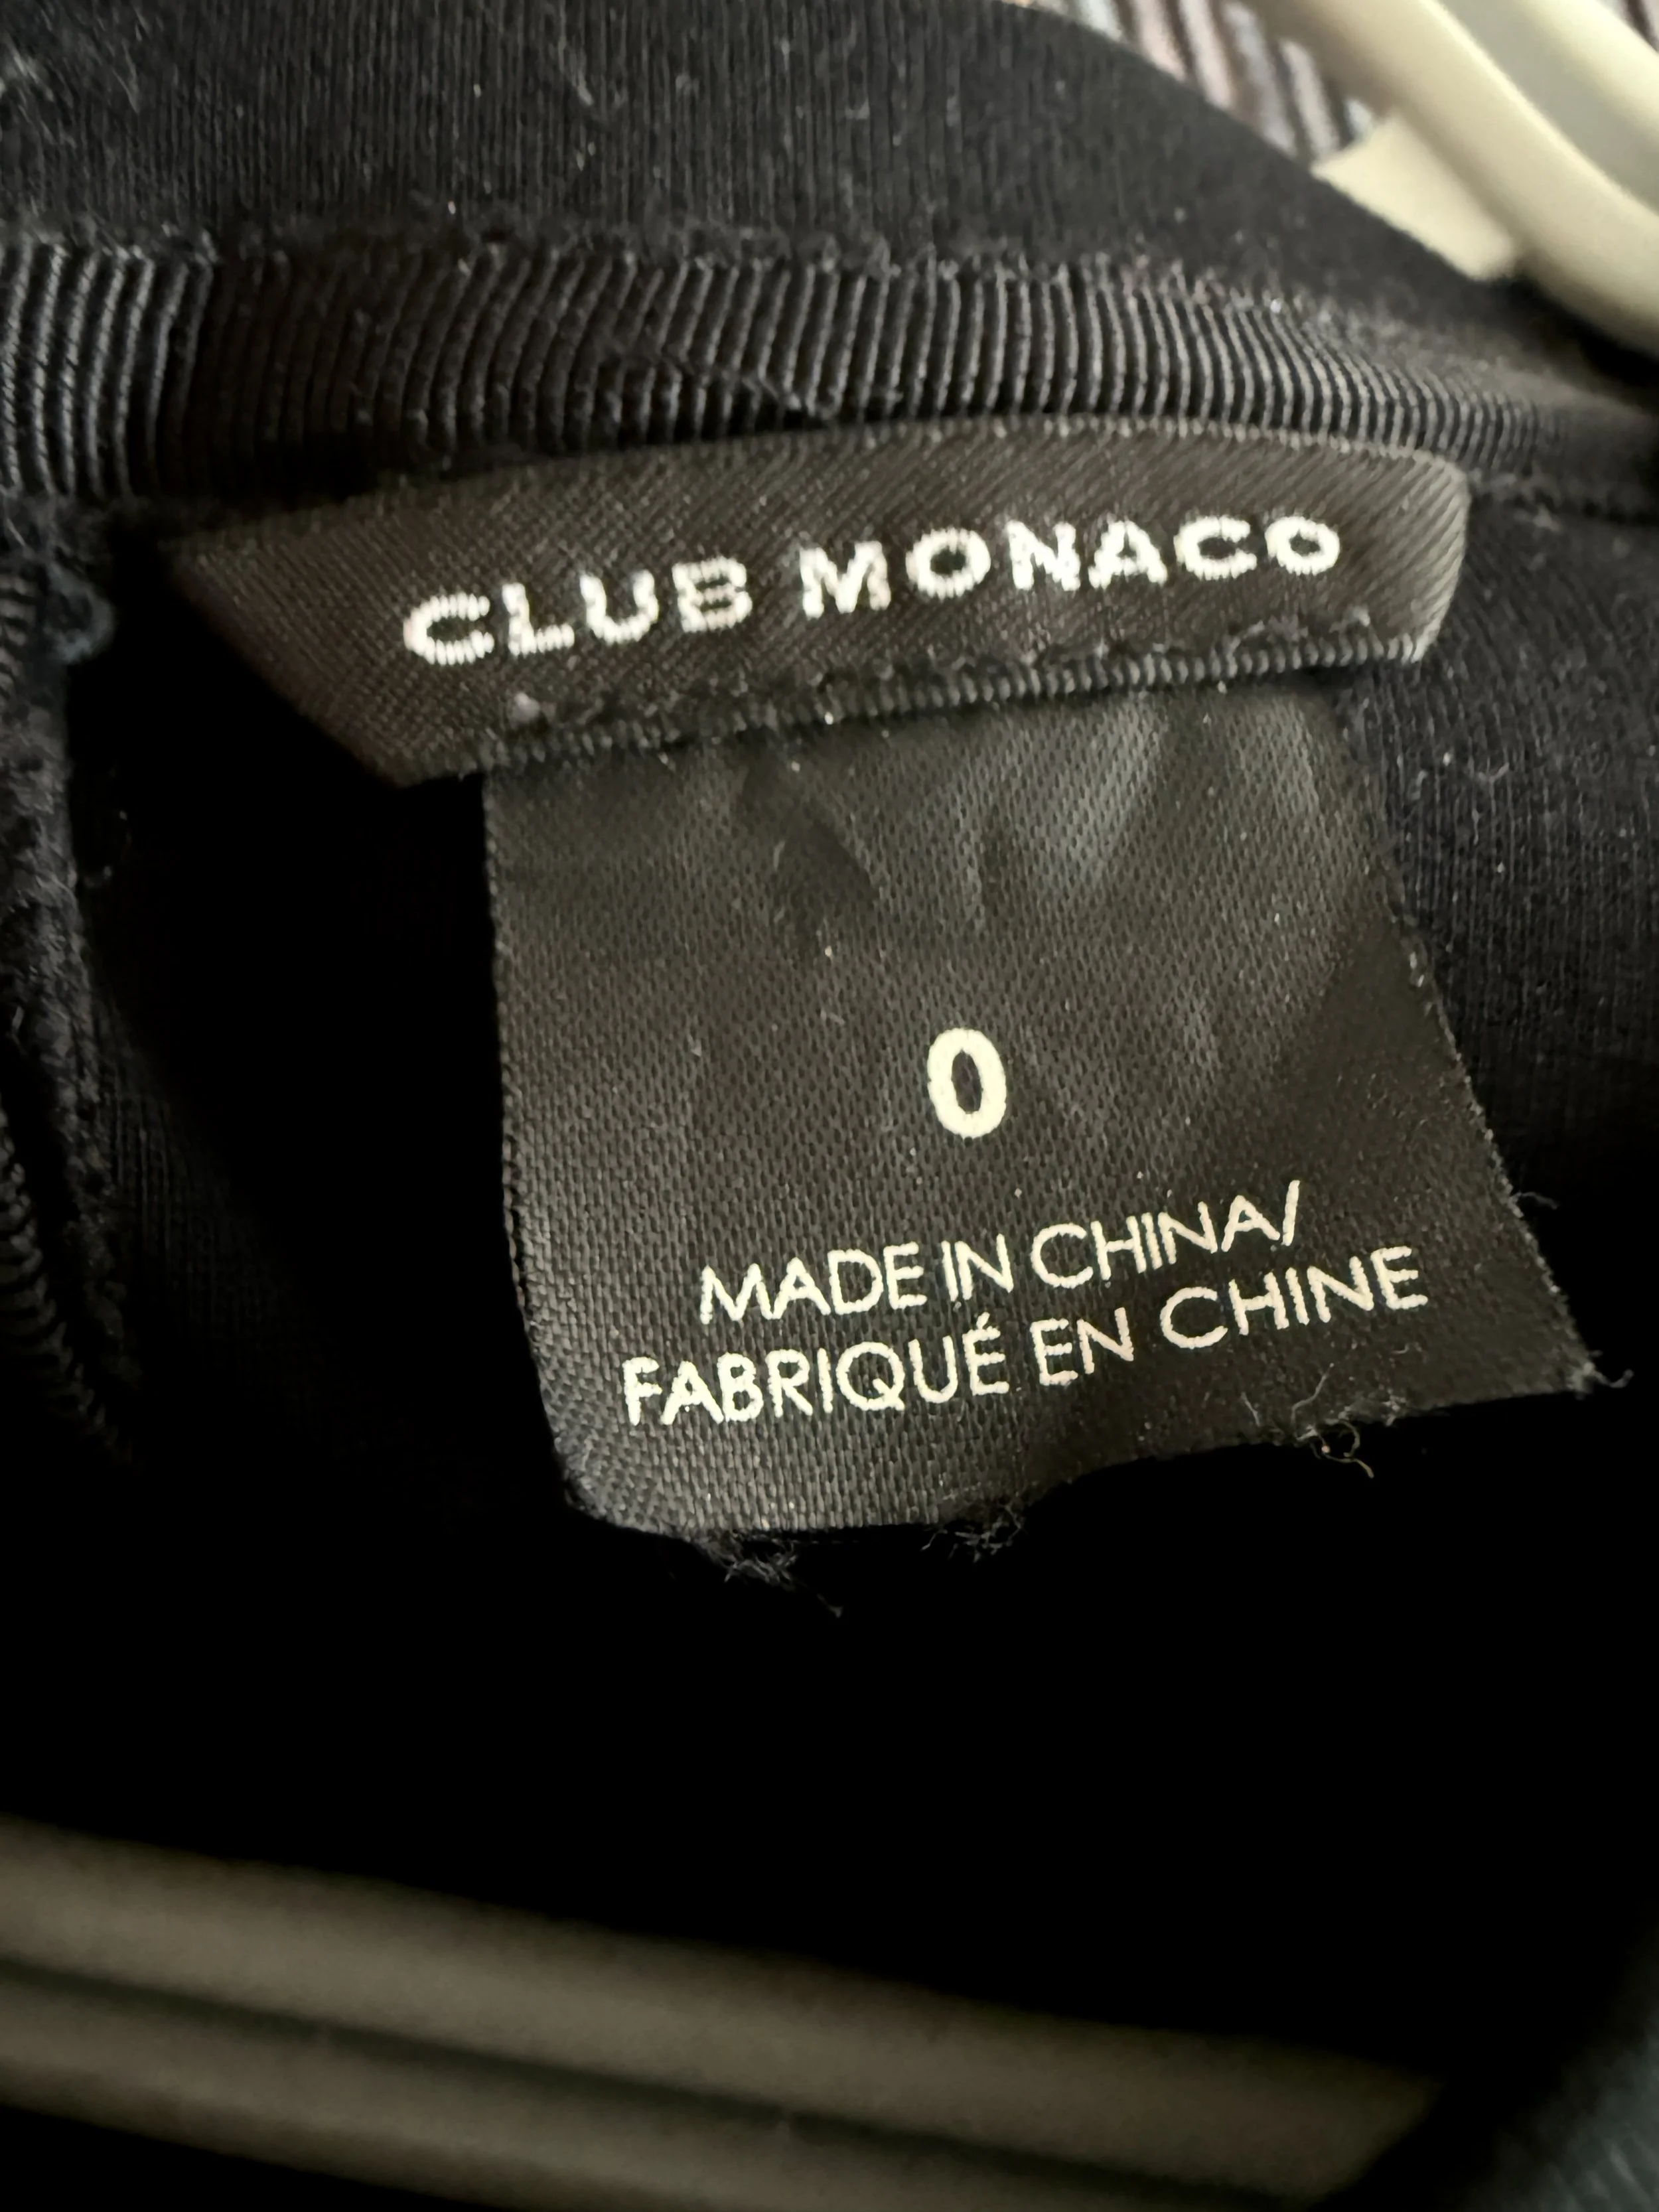 CLUB MONACO
0
MADE IN CHINA/
FABRIQUÉ EN CHINE